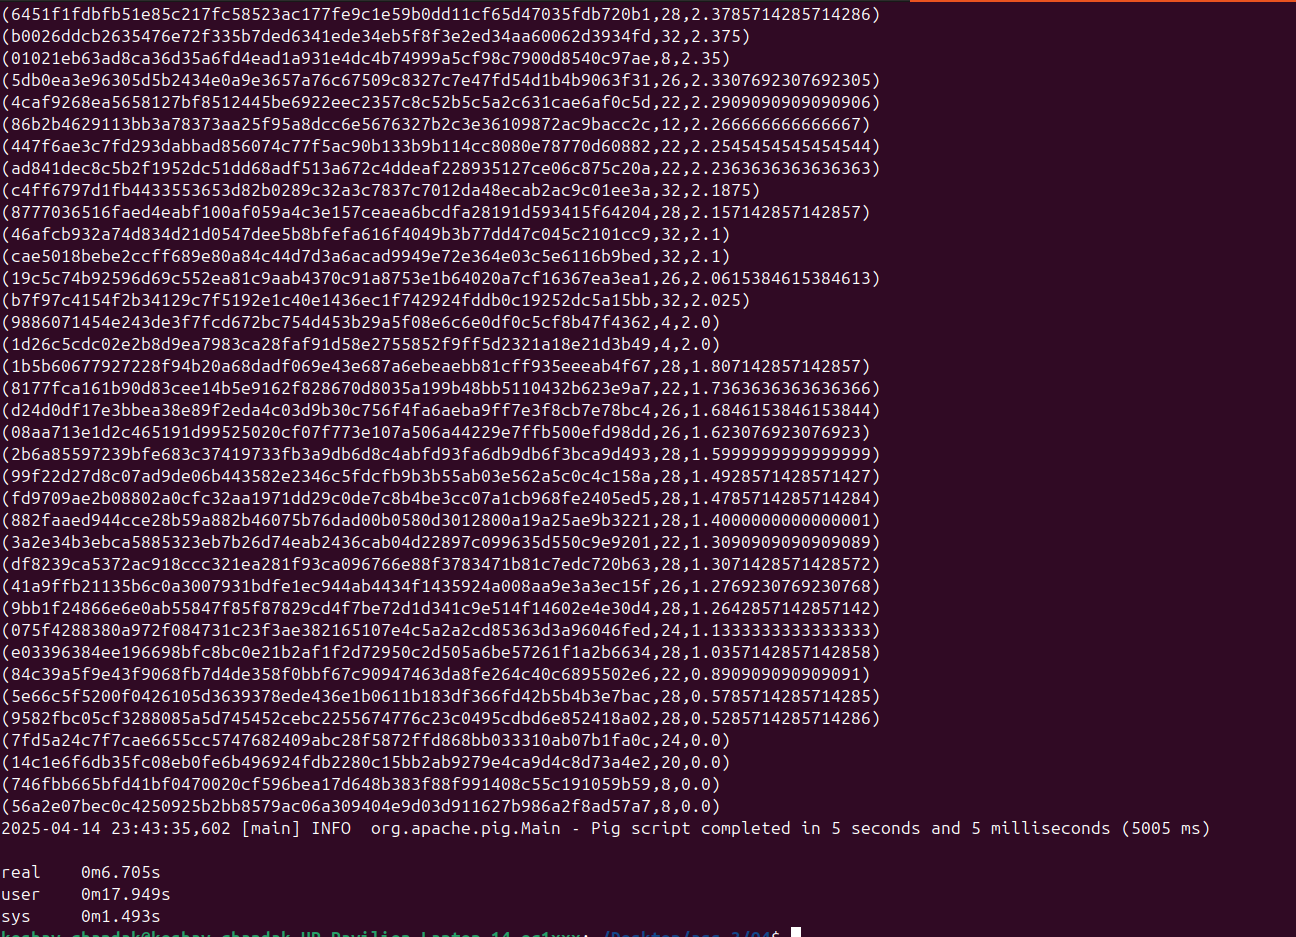 (6451f1fdbfb51e85c217fc58523ac177fe9c1e59b0dd11cf65d47035fdb720b1,28,2.3785714285714286)
(b0026ddcb2635476e72f335b7ded6341ede34eb5f8f3e2ed34aa60062d3934fd,32,2.375)
(01021eb63ad8ca36d35a6fd4ead1a931e4dc4b74999a5cf98c7900d8540c97ae,8,2.35)
(5db0ea3e96305d5b2434e0a9e3657a76c67509c8327c7e47fd54d1b4b9063f31,26,2.3307692307692305)
(4caf9268ea5658127bf8512445be6922eec2357c8c52b5c5a2c631cae6af0c5d,22,2.2909090909090906)
(86b2b4629113bb3a78373aa25f95a8dcc6e5676327b2c3e36109872ac9bacc2c,12,2.266666666666667)
(447f6ae3c7fd293dabbad856074c77f5ac90b133b9b114cc8080e78770d60882,22,2.2545454545454544)
(ad841dec8c5b2f1952dc51dd68adf513a672c4ddeaf228935127ce06c875c20a,22,2.2363636363636363)
(c4ff6797d1fb4433553653d82b0289c32a3c7837c7012da48ecab2ac9c01ee3a,32,2.1875)
(8777036516faed4eabf100af059a4c3e157ceaea6bcdfa28191d593415f64204,28,2.157142857142857)
(46afcb932a74d834d21d0547dee5b8bfefa616f4049b3b77dd47c045c2101cc9,32,2.1)
(cae5018bebe2ccff689e80a84c44d7d3a6acad9949e72e364e03c5e6116b9bed,32,2.1)
(19c5c74b92596d69c552ea81c9aab4370c91a8753e1b64020a7cf16367ea3ea1,26,2.0615384615384613)
(b7f97c4154f2b34129c7f5192e1c40e1436ec1f742924fddb0c19252dc5a15bb,32,2.025)
(9886071454e243de3f7fcd672bc754d453b29a5f08e6c6e0df0c5cf8b47f4362,4,2.0)
(1d26c5cdc02e2b8d9ea7983ca28faf91d58e2755852f9ff5d2321a18e21d3b49,4,2.0)
(1b5b60677927228f94b20a68dadf069e43e687a6ebeaebb81cff935eeeab4f67,28,1.807142857142857)
(8177fca161b90d83cee14b5e9162f828670d8035a199b48bb5110432b623e9a7,22,1.7363636363636366)
(d24d0df17e3bbea38e89f2eda4c03d9b30c756f4fa6aeba9ff7e3f8cb7e78bc4,26,1.6846153846153844)
(08aa713e1d2c465191d99525020cf07f773e107a506a44229e7ffb500efd98dd,26,1.623076923076923)
(2b6a85597239bfe683c37419733fb3a9db6d8c4abfd93fa6db9db6f3bca9d493,28,1.5999999999999999)
(99f22d27d8c07ad9de06b443582e2346c5fdcfb9b3b55ab03e562a5c0c4c158a,28,1.4928571428571427)
(fd9709ae2b08802a0cfc32aa1971dd29c0de7c8b4be3cc07a1cb968fe2405ed5,28,1.4785714285714284)
(882faaed944cce28b59a882b46075b76dad00b0580d3012800a19a25ae9b3221,28,1.4000000000000001)
(3a2e34b3ebca5885323eb7b26d74eab2436cab04d22897c099635d550c9e9201,22,1.3090909090909089)
(df8239ca5372ac918ccc321ea281f93ca096766e88f3783471b81c7edc720b63,28,1.3071428571428572)
(41a9ffb21135b6c0a3007931bdfe1ec944ab4434f1435924a008aa9e3a3ec15f,26,1.2769230769230768)
(9bb1f24866e6e0ab55847f85f87829cd4f7be72d1d341c9e514f14602e4e30d4,28,1.2642857142857142)
(075f4288380a972f084731c23f3ae382165107e4c5a2a2cd85363d3a96046fed,24,1.1333333333333333)
(e03396384ee196698bfc8bc0e21b2af1f2d72950c2d505a6be57261f1a2b6634,28,1.0357142857142858)
(84c39a5f9e43f9068fb7d4de358f0bbf67c90947463da8fe264c40c6895502e6,22,0.890909090909091)
(5e66c5f5200f0426105d3639378ede436e1b0611b183df366fd42b5b4b3e7bac,28,0.5785714285714285)
(9582fbc05cf3288085a5d745452cebc2255674776c23c0495cdbd6e852418a02,28,0.5285714285714286)
(7fd5a24c7f7cae6655cc5747682409abc28f5872ffd868bb033310ab07b1fa0c,24,0.0)
(14c1e6f6db35fc08eb0fe6b496924fdb2280c15bb2ab9279e4ca9d4c8d73a4e2,20,0.0)
(746fbb665bfd41bf0470020cf596bea17d648b383f88f991408c55c191059b59,8,0.0)
(56a2e07bec0c4250925b2bb8579ac06a309404e9d03d911627b986a2f8ad57a7,8,0.0)
2025-04-14 23:43:35,602 [main] INFO  org.apache.pig.Main - Pig script completed in 5 seconds and 5 milliseconds (5005 ms)
real    0m6.705s
user    0m17.949s
sys     0m1.493s